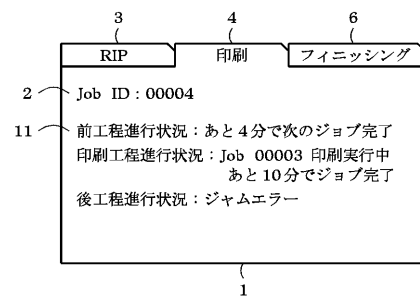 3 4 6
RIP 印刷 フィニッシング
2 Job ID : 00004
11 前工程進行状況：あと4分で次のジョブ完了
印刷工程進行状況：Job 00003 印刷実行中
あと10分でジョブ完了
後工程進行状況：ジャムエラー
1